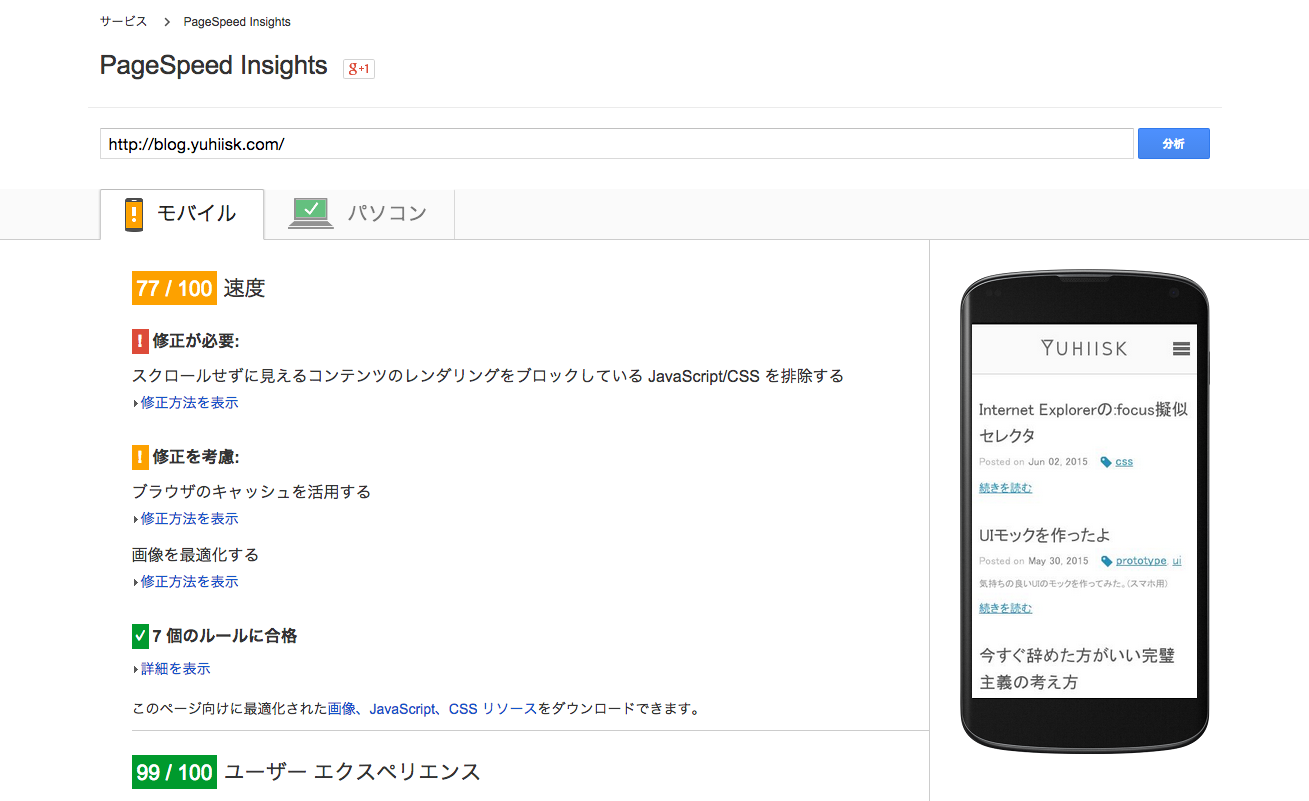 サービス › PageSpeed Insights
PageSpeed Insights g+1
http://blog.yuhiisk.com/ 分析
モバイル パソコン
77 / 100 速度
! 修正が必要:
スクロールせずに見えるコンテンツのレンダリングをブロックしている JavaScript/CSS を排除する
修正方法を表示
! 修正を考慮:
ブラウザのキャッシュを活用する
修正方法を表示
画像を最適化する
修正方法を表示
7 個のルールに合格
詳細を表示
このページ向けに最適化された画像、JavaScript、CSS リソースをダウンロードできます。
99 / 100 ユーザー エクスペリエンス
YUHIISK
Internet Explorerの:focus擬似
セレクタ
Posted on Jun 02, 2015 css
続きを読む
UIモックを作ったよ
Posted on May 30, 2015 prototype, ui
気持ちの良いUIのモックを作ってみた。(スマホ用)
続きを読む
今すぐ辞めた方がいい完璧
主義の考え方